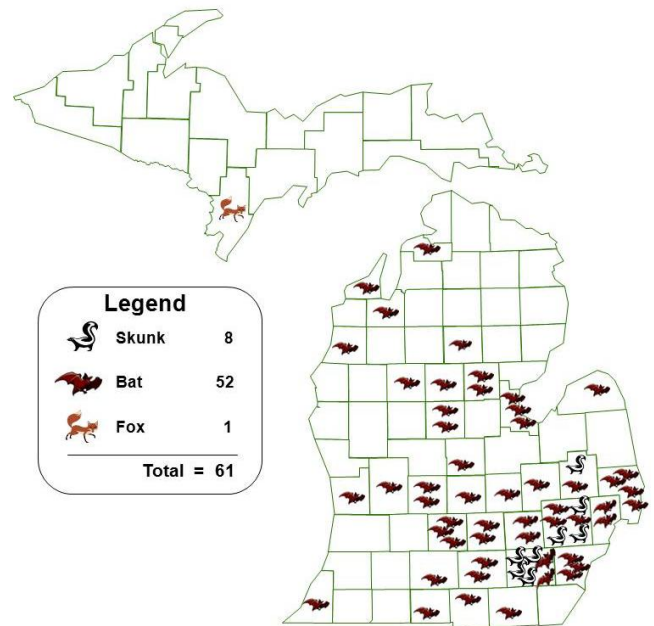 Legend
Skunk 8
Bat 52
Fox 1
Total = 61